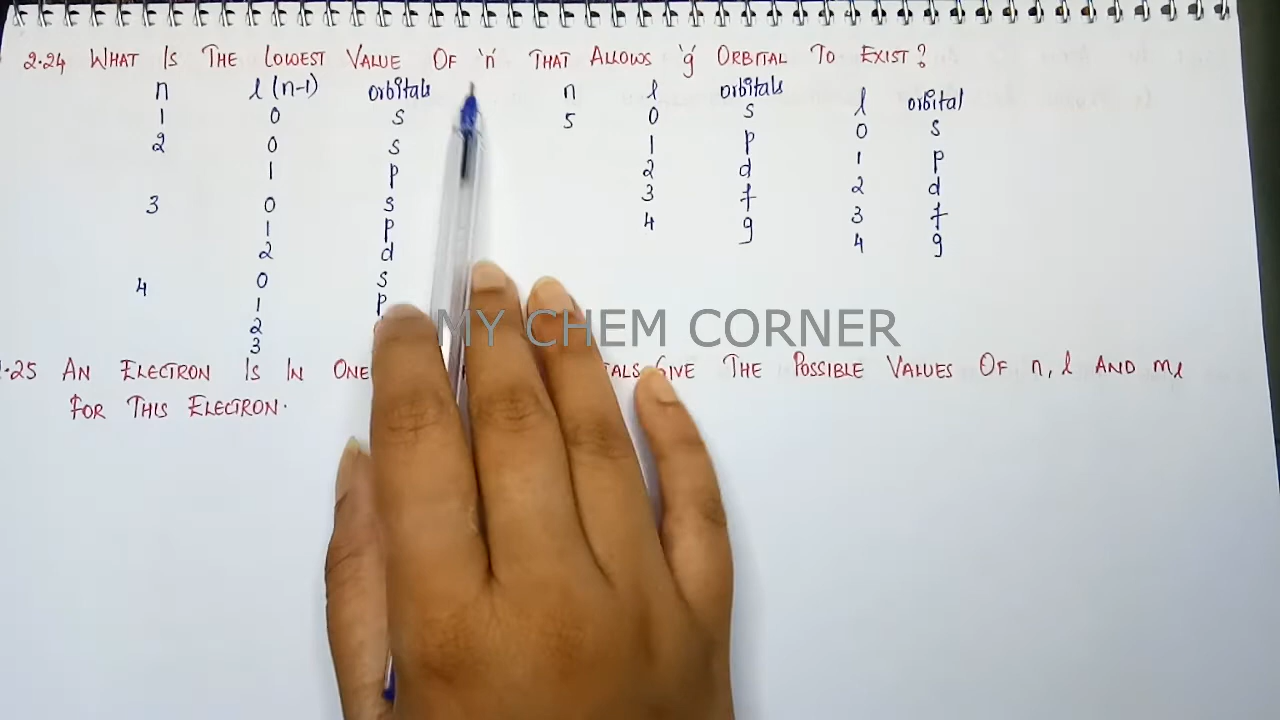 2.24 WHAT IS THE LOWEST VALUE OF 'n' THAT ALLOWS 'g' ORBITAL TO EXIST?
n l (n-1) orbitals n l orbitals l orbital
1 0 s 5 0 s 0 s
2 0 s 1 p 1 p
1 p 2 d 2 d
3 0 s 3 f 3 f
1 p 4 g 4 g
2 d
4 0 s
1 p
2
3
MY CHEM CORNER
.25 AN ELECTRON IS IN ONE TALS. GIVE THE POSSIBLE VALUES OF n, l AND ml
FOR THIS ELECTRON.